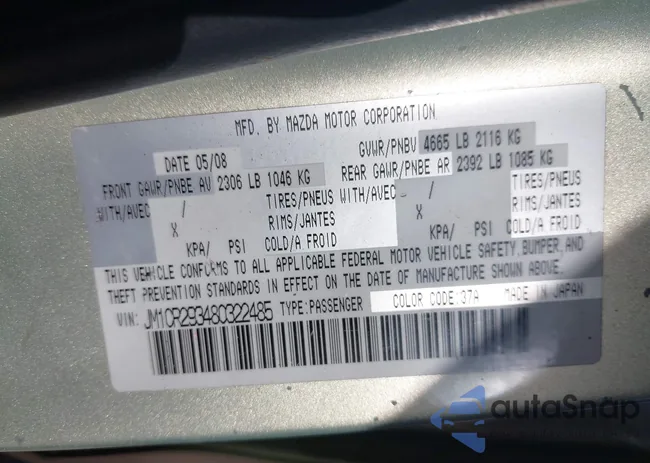 MFD. BY MAZDA MOTOR CORPORATION
DATE 05/08 GVWR/PNBV 4665 LB 2116 KG
FRONT GAWR/PNBE AV 2306 LB 1046 KG REAR GAWR/PNBE AR 2392 LB 1085 KG
WITH/AVEC / TIRES/PNEUS WITH/AVEC / TIRES/PNEUS
X RIMS/JANTES X RIMS/JANTES
KPA/ PSI COLD/A FROID KPA/ PSI COLD/A FROID
THIS VEHICLE CONFORMS TO ALL APPLICABLE FEDERAL MOTOR VEHICLE SAFETY, BUMPER, AND
THEFT PREVENTION STANDARDS IN EFFECT ON THE DATE OF MANUFACTURE SHOWN ABOVE.
VIN: JM1CR293480322485 TYPE:PASSENGER COLOR CODE:37A MADE IN JAPAN
autoSnap